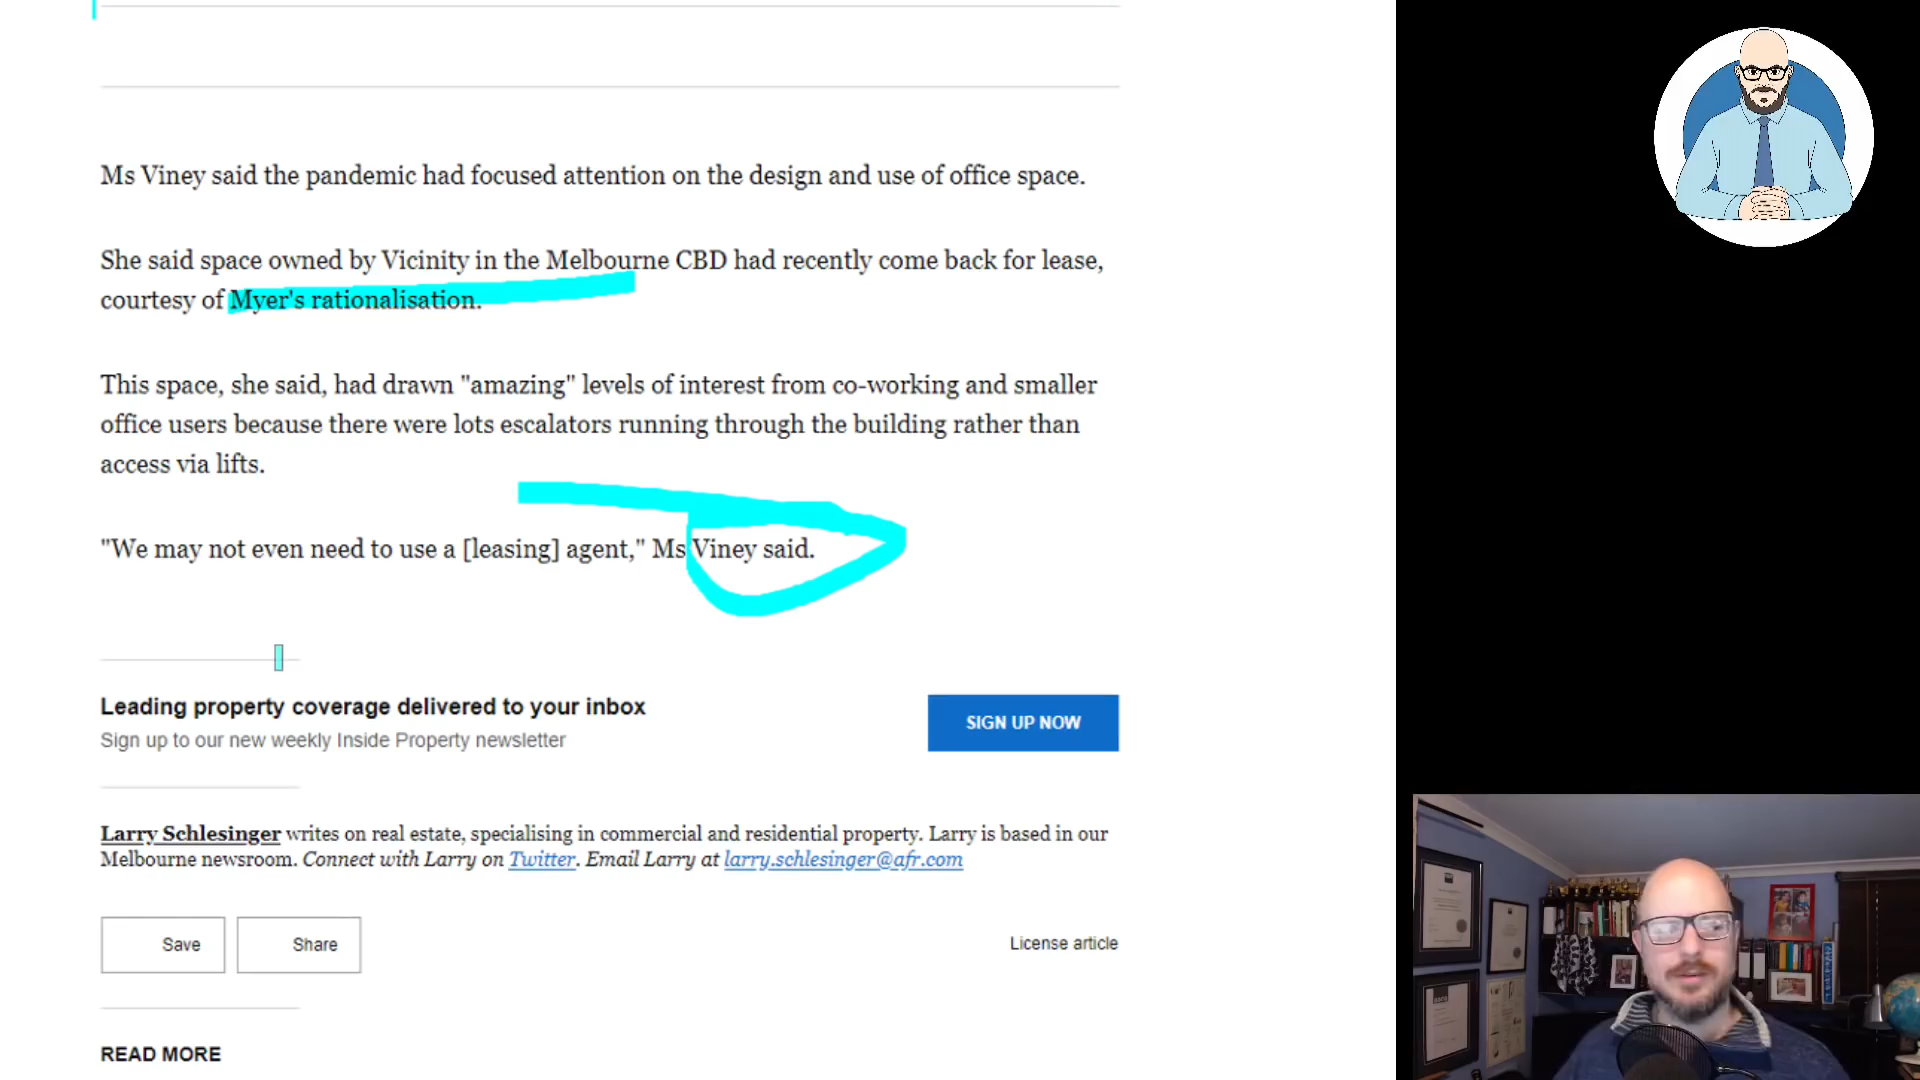 Ms Viney said the pandemic had focused attention on the design and use of office space.
She said space owned by Vicinity in the Melbourne CBD had recently come back for lease,
courtesy of Myer's rationalisation.
This space, she said, had drawn "amazing" levels of interest from co-working and smaller
office users because there were lots escalators running through the building rather than
access via lifts.
"We may not even need to use a [leasing] agent," Ms Viney said.
Leading property coverage delivered to your inbox
Sign up to our new weekly Inside Property newsletter
SIGN UP NOW
Larry Schlesinger writes on real estate, specialising in commercial and residential property. Larry is based in our
Melbourne newsroom. Connect with Larry on Twitter. Email Larry at larry.schlesinger@afr.com
Save
Share
License article
READ MORE